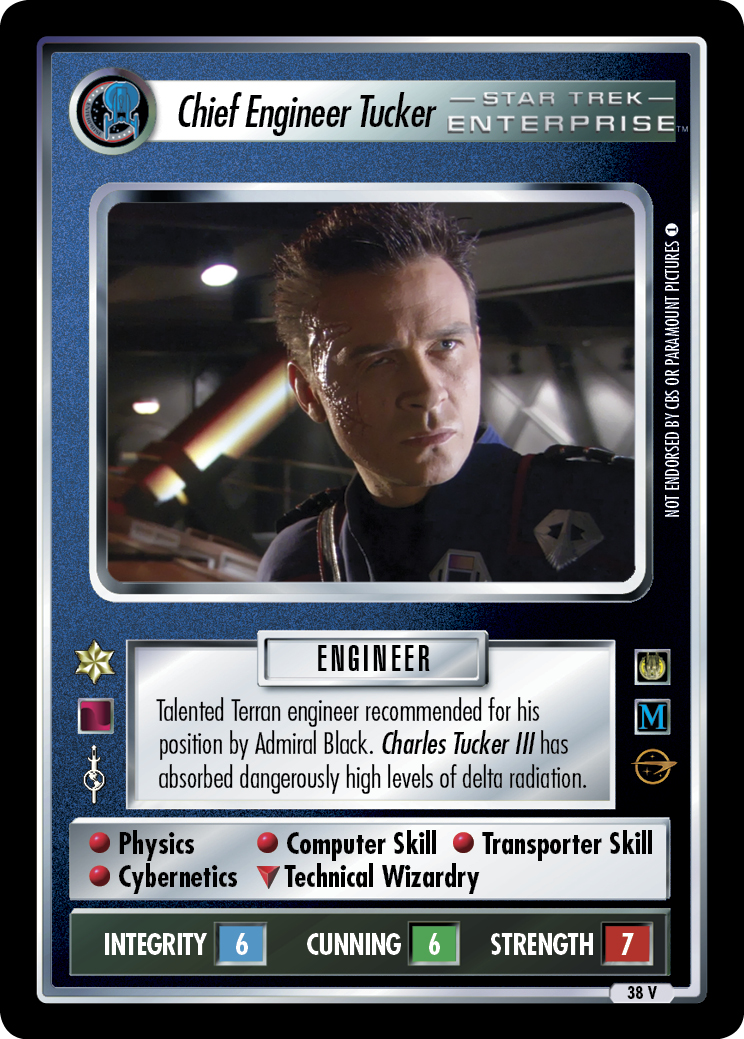 Chief Engineer Tucker
STAR TREK
ENTERPRISE™
NOT ENDORSED BY CBS OR PARAMOUNT PICTURES 1
ENGINEER
M
Talented Terran engineer recommended for his
position by Admiral Black. Charles Tucker III has
absorbed dangerously high levels of delta radiation.
Physics Computer Skill Transporter Skill
Cybernetics Technical Wizardry
INTEGRITY 6 CUNNING 6 STRENGTH 7
38 V